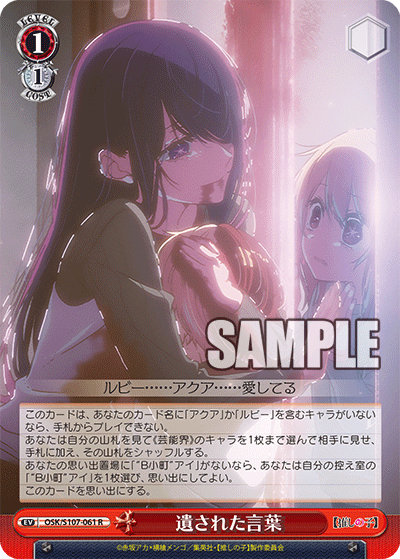 LEVEL
1
1
COST
SAMPLE
ルビー……アクア……愛してる
このカードは、あなたのカード名に「アクア」か「ルビー」を含むキャラがいない
なら、手札からプレイできない。
あなたは自分の山札を見て《芸能界》のキャラを1枚まで選んで相手に見せ、
手札に加え、その山札をシャッフルする。
あなたの思い出置場に「“B小町”アイ」がないなら、あなたは自分の控え室の
「“B小町”アイ」を1枚選び、思い出にしてよい。
このカードを思い出にする。
EV OSK/S107-061 R 遺された言葉 【推しの子】
©赤坂アカ×横槍メンゴ/集英社・【推しの子】製作委員会